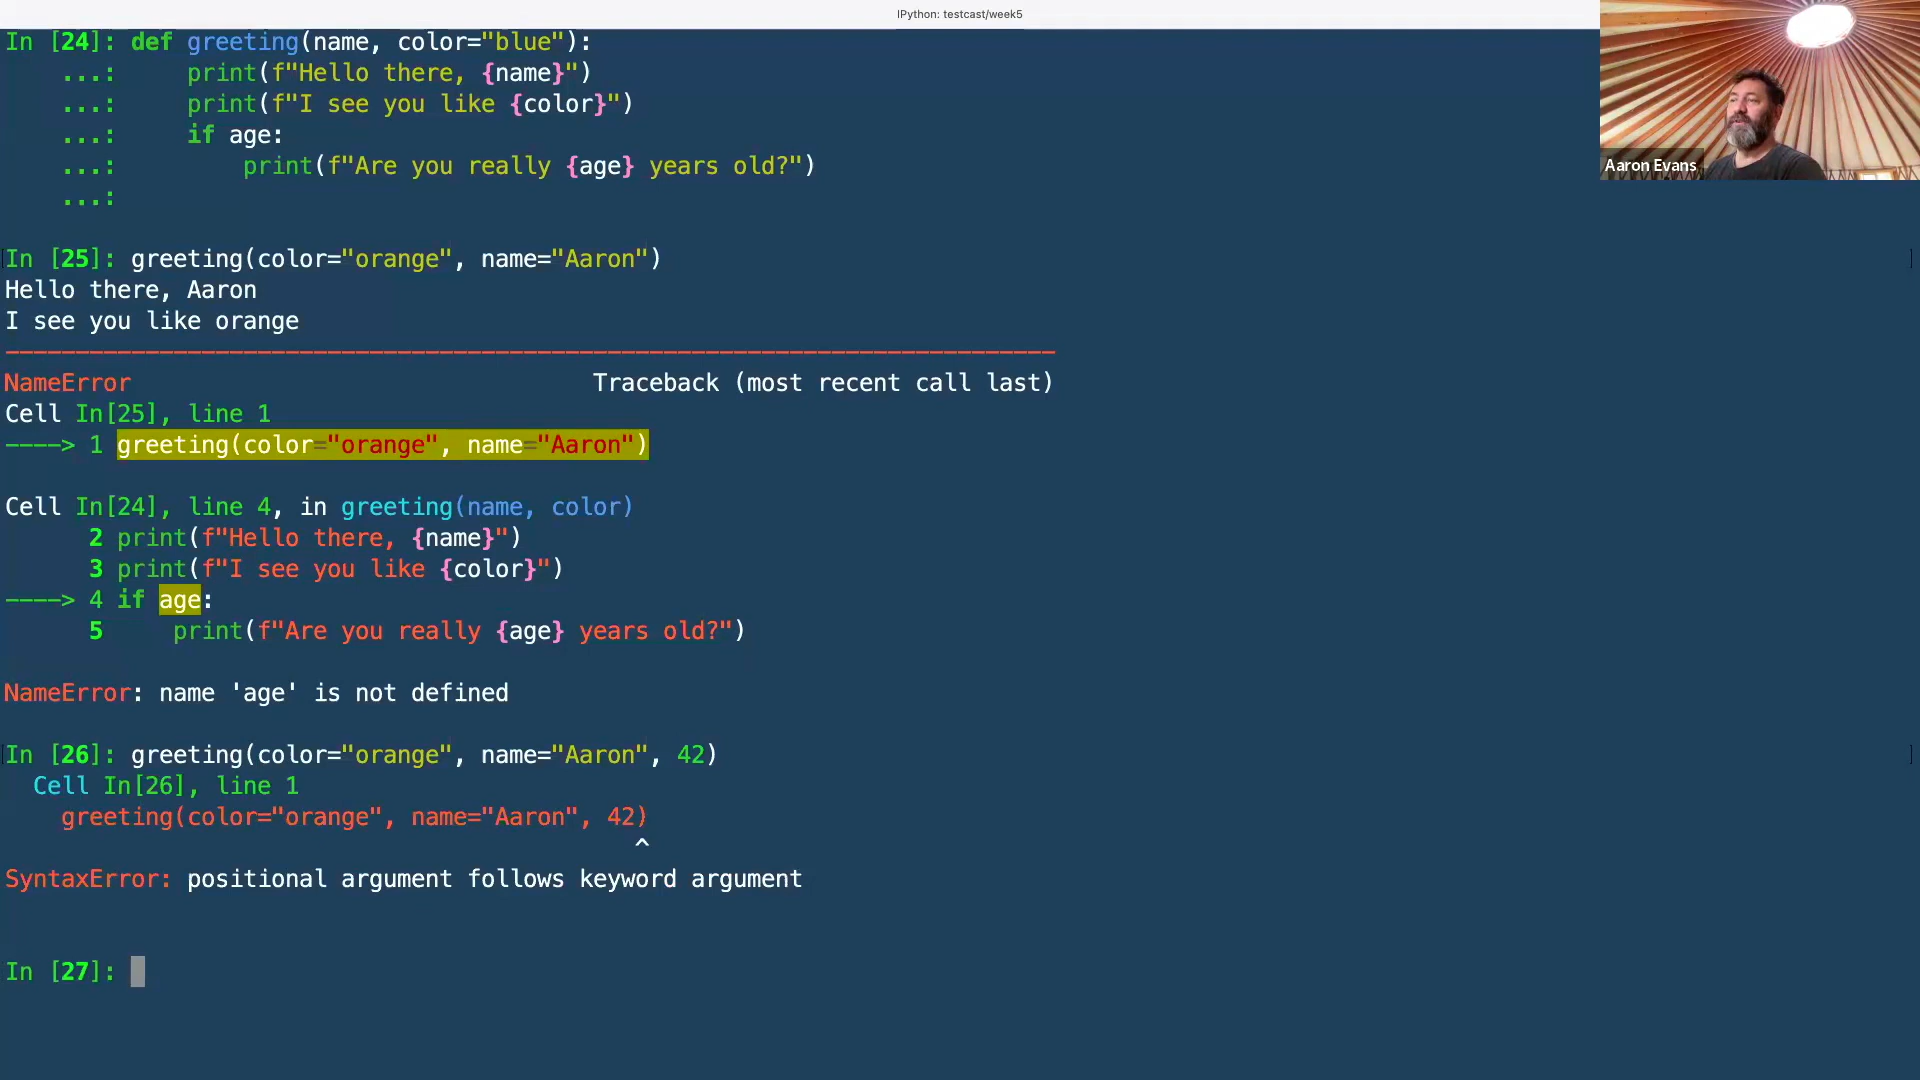 IPython: testcast/week5
In [24]: def greeting(name, color="blue"):
...: print(f"Hello there, {name}")
...: print(f"I see you like {color}")
...: if age:
...: print(f"Are you really {age} years old?")
...:
Aaron Evans
In [25]: greeting(color="orange", name="Aaron")
Hello there, Aaron
I see you like orange
NameError Traceback (most recent call last)
Cell In[25], line 1
----> 1 greeting(color="orange", name="Aaron")
Cell In[24], line 4, in greeting(name, color)
2 print(f"Hello there, {name}")
3 print(f"I see you like {color}")
----> 4 if age:
5 print(f"Are you really {age} years old?")
NameError: name 'age' is not defined
In [26]: greeting(color="orange", name="Aaron", 42)
Cell In[26], line 1
greeting(color="orange", name="Aaron", 42)
^
SyntaxError: positional argument follows keyword argument
In [27]: